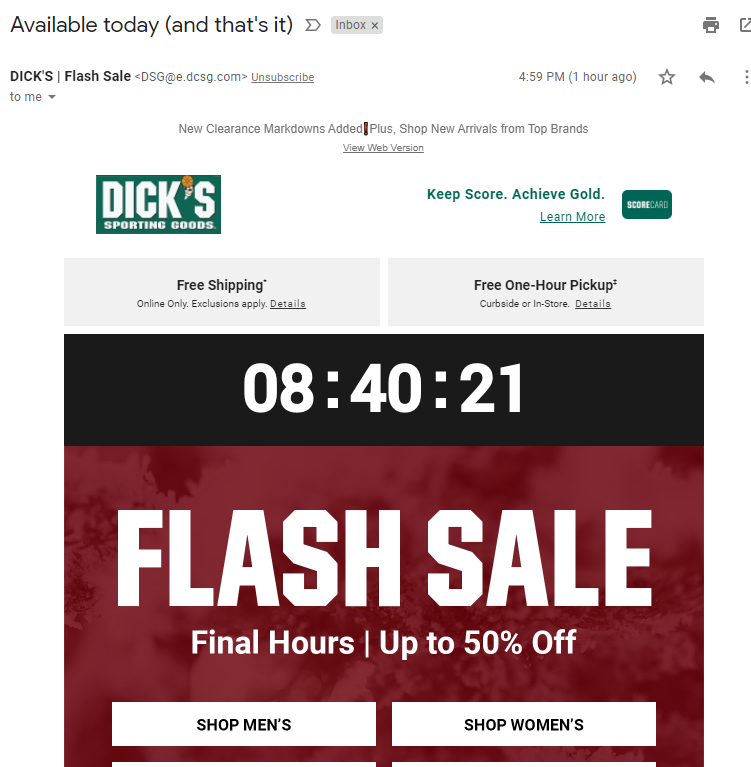 Available today (and that's it)
Inbox ×
DICK'S | Flash Sale <DSG@e.dcsg.com> Unsubscribe
4:59 PM (1 hour ago)
to me
New Clearance Markdowns Added❗Plus, Shop New Arrivals from Top Brands
View Web Version
DICK'S
SPORTING GOODS
Keep Score. Achieve Gold.
Learn More
SCORECARD
Free Shipping*
Online Only. Exclusions apply. Details
Free One-Hour Pickup‡
Curbside or In-Store. Details
08:40:21
FLASH SALE
Final Hours | Up to 50% Off
SHOP MEN'S
SHOP WOMEN'S